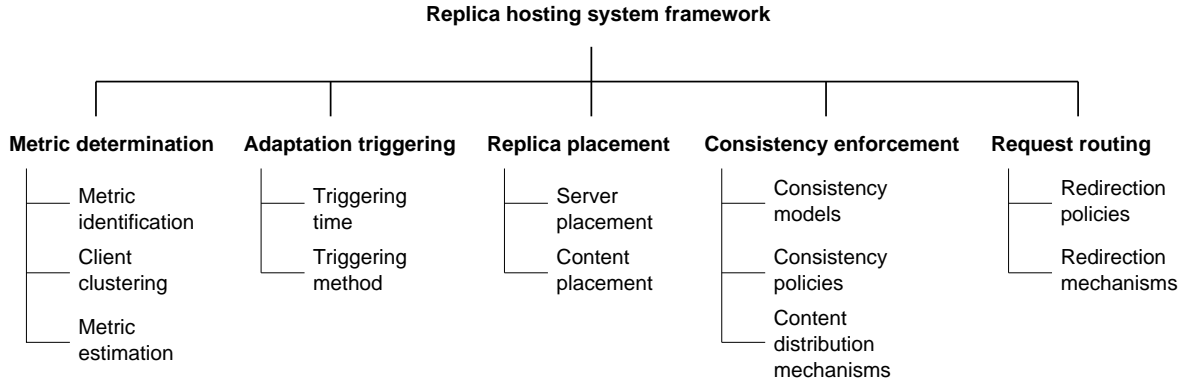 Replica hosting system framework
Metric determination
Adaptation triggering
Replica placement
Consistency enforcement
Request routing
Metric
identification
Client
clustering
Metric
estimation
Triggering
time
Triggering
method
Server
placement
Content
placement
Consistency
models
Consistency
policies
Content
distribution
mechanisms
Redirection
policies
Redirection
mechanisms